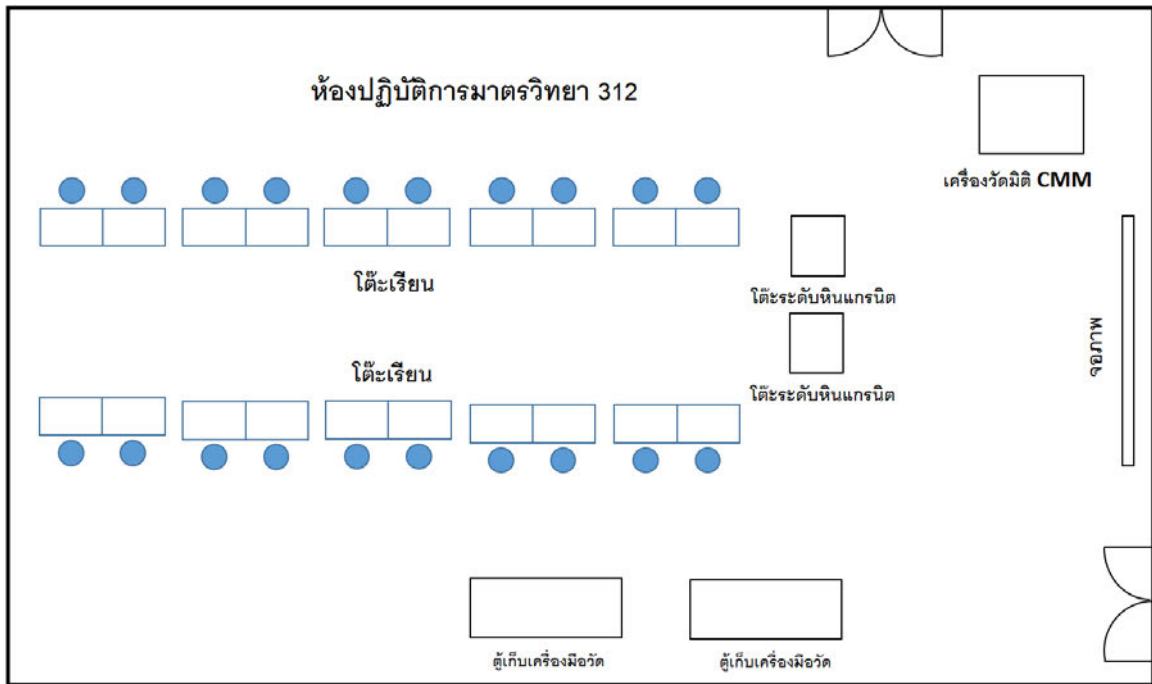 ห้องปฏิบัติการมาตรวิทยา 312
เครื่องวัดมิติ CMM
โต๊ะเรียน
โต๊ะระดับหินแกรนิต
จอภาพ
โต๊ะเรียน
โต๊ะระดับหินแกรนิต
ตู้เก็บเครื่องมือวัด
ตู้เก็บเครื่องมือวัด